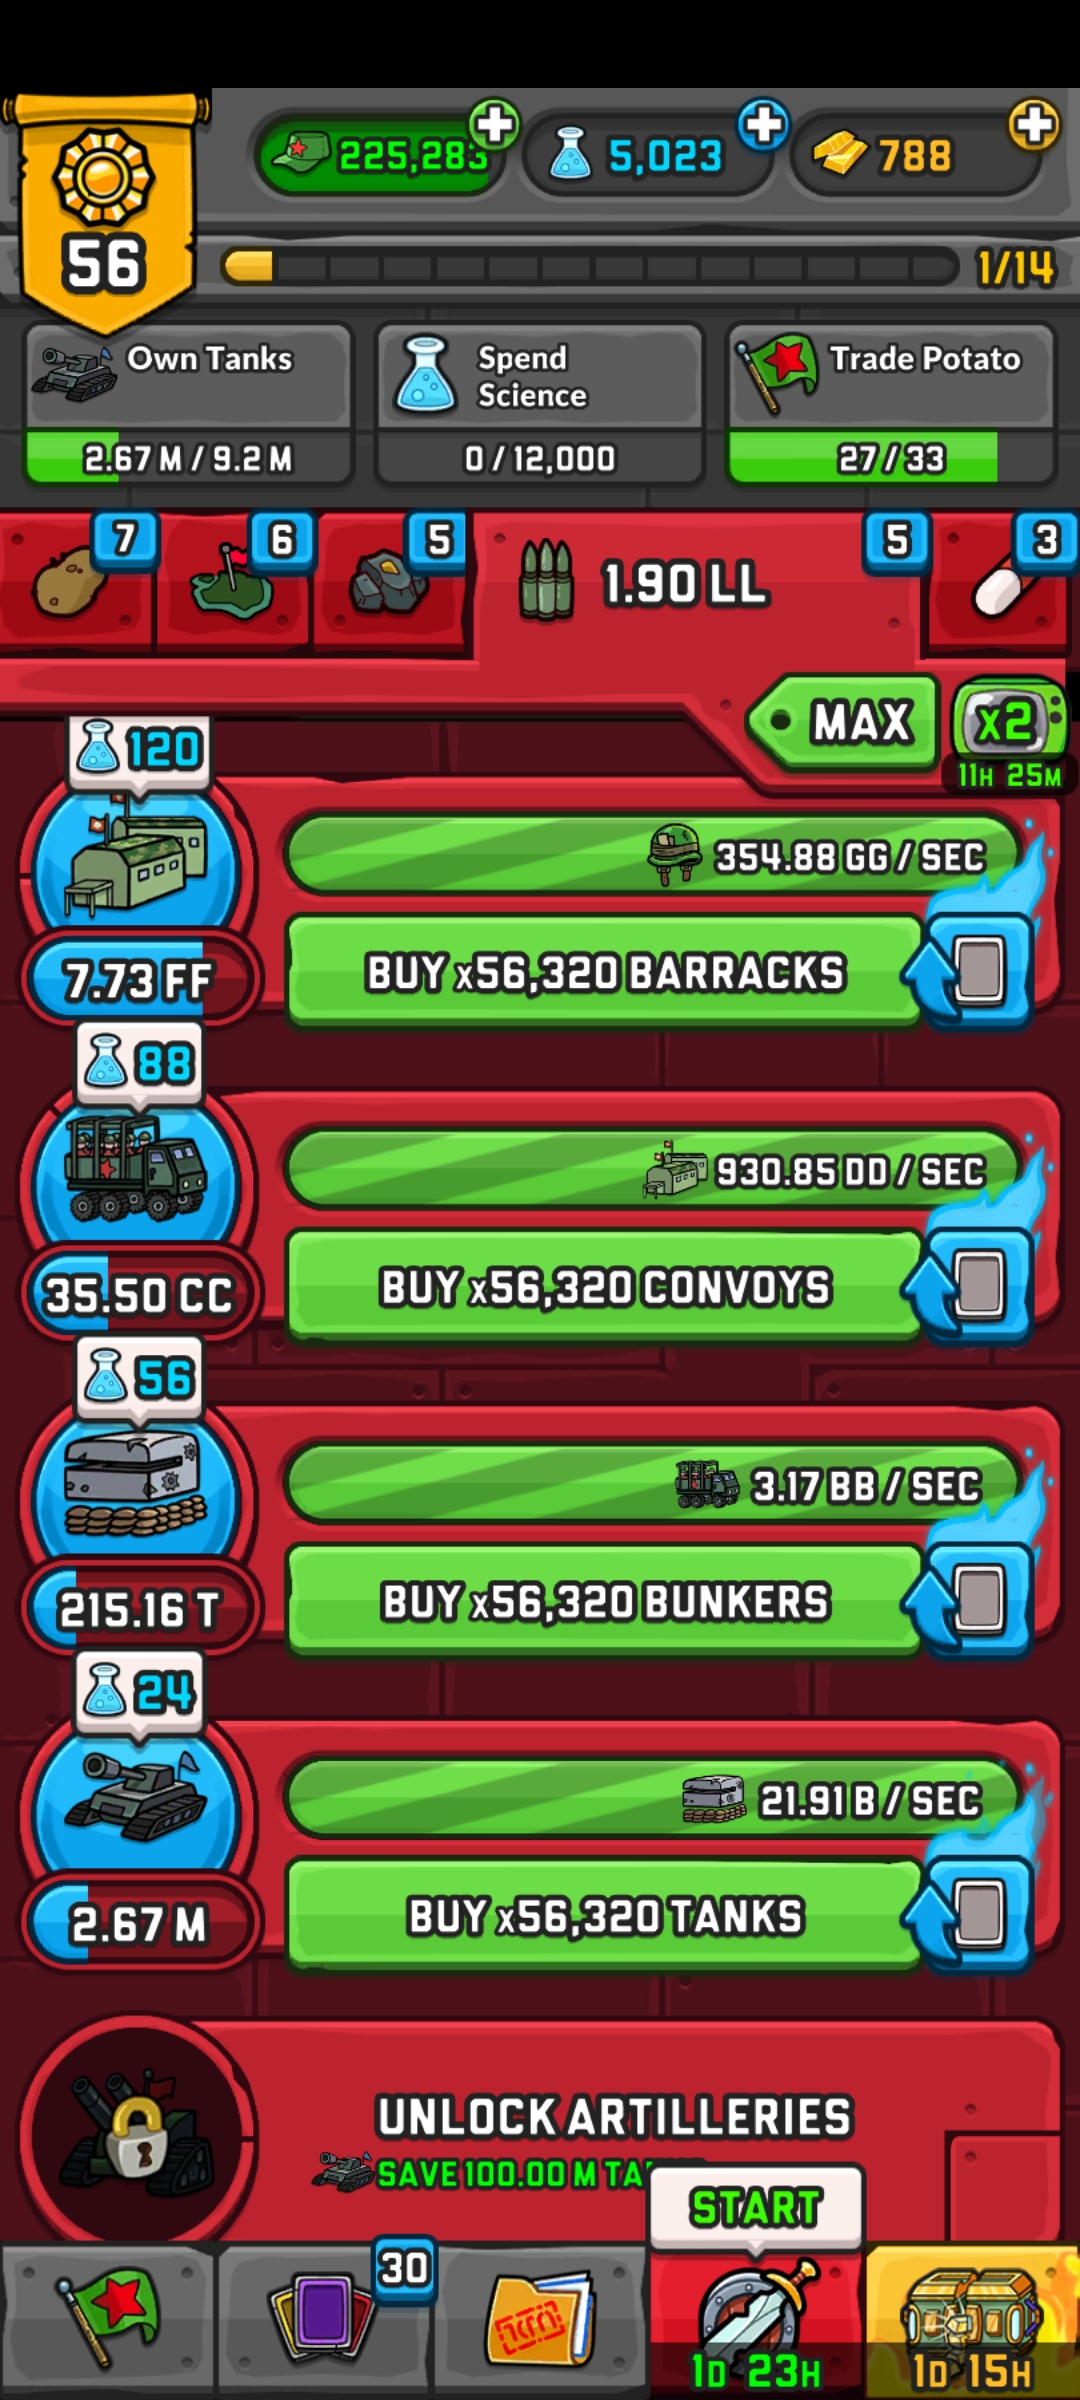 225,283
5,023
788
56
1/14
Own Tanks
2.67 M / 9.2 M
Spend
Science
0 / 12,000
Trade Potato
27 / 33
7
6
5
1.90 LL
5
3
MAX
x2
11H 25M
120
354.88 GG / SEC
7.73 FF
BUY x56,320 BARRACKS
88
930.85 DD / SEC
35.50 CC
BUY x56,320 CONVOYS
56
3.17 BB / SEC
215.16 T
BUY x56,320 BUNKERS
24
21.91 B / SEC
2.67 M
BUY x56,320 TANKS
UNLOCK ARTILLERIES
SAVE 100.00 M
START
30
1D 23H
1D 15H